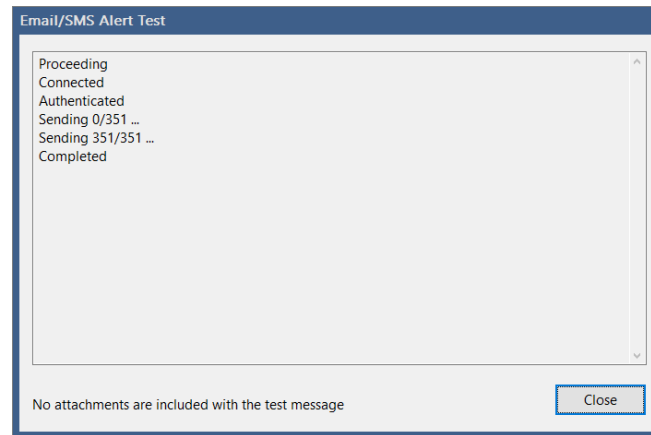 Email/SMS Alert Test
Proceeding
Connected
Authenticated
Sending 0/351 ...
Sending 351/351 ...
Completed
No attachments are included with the test message
Close